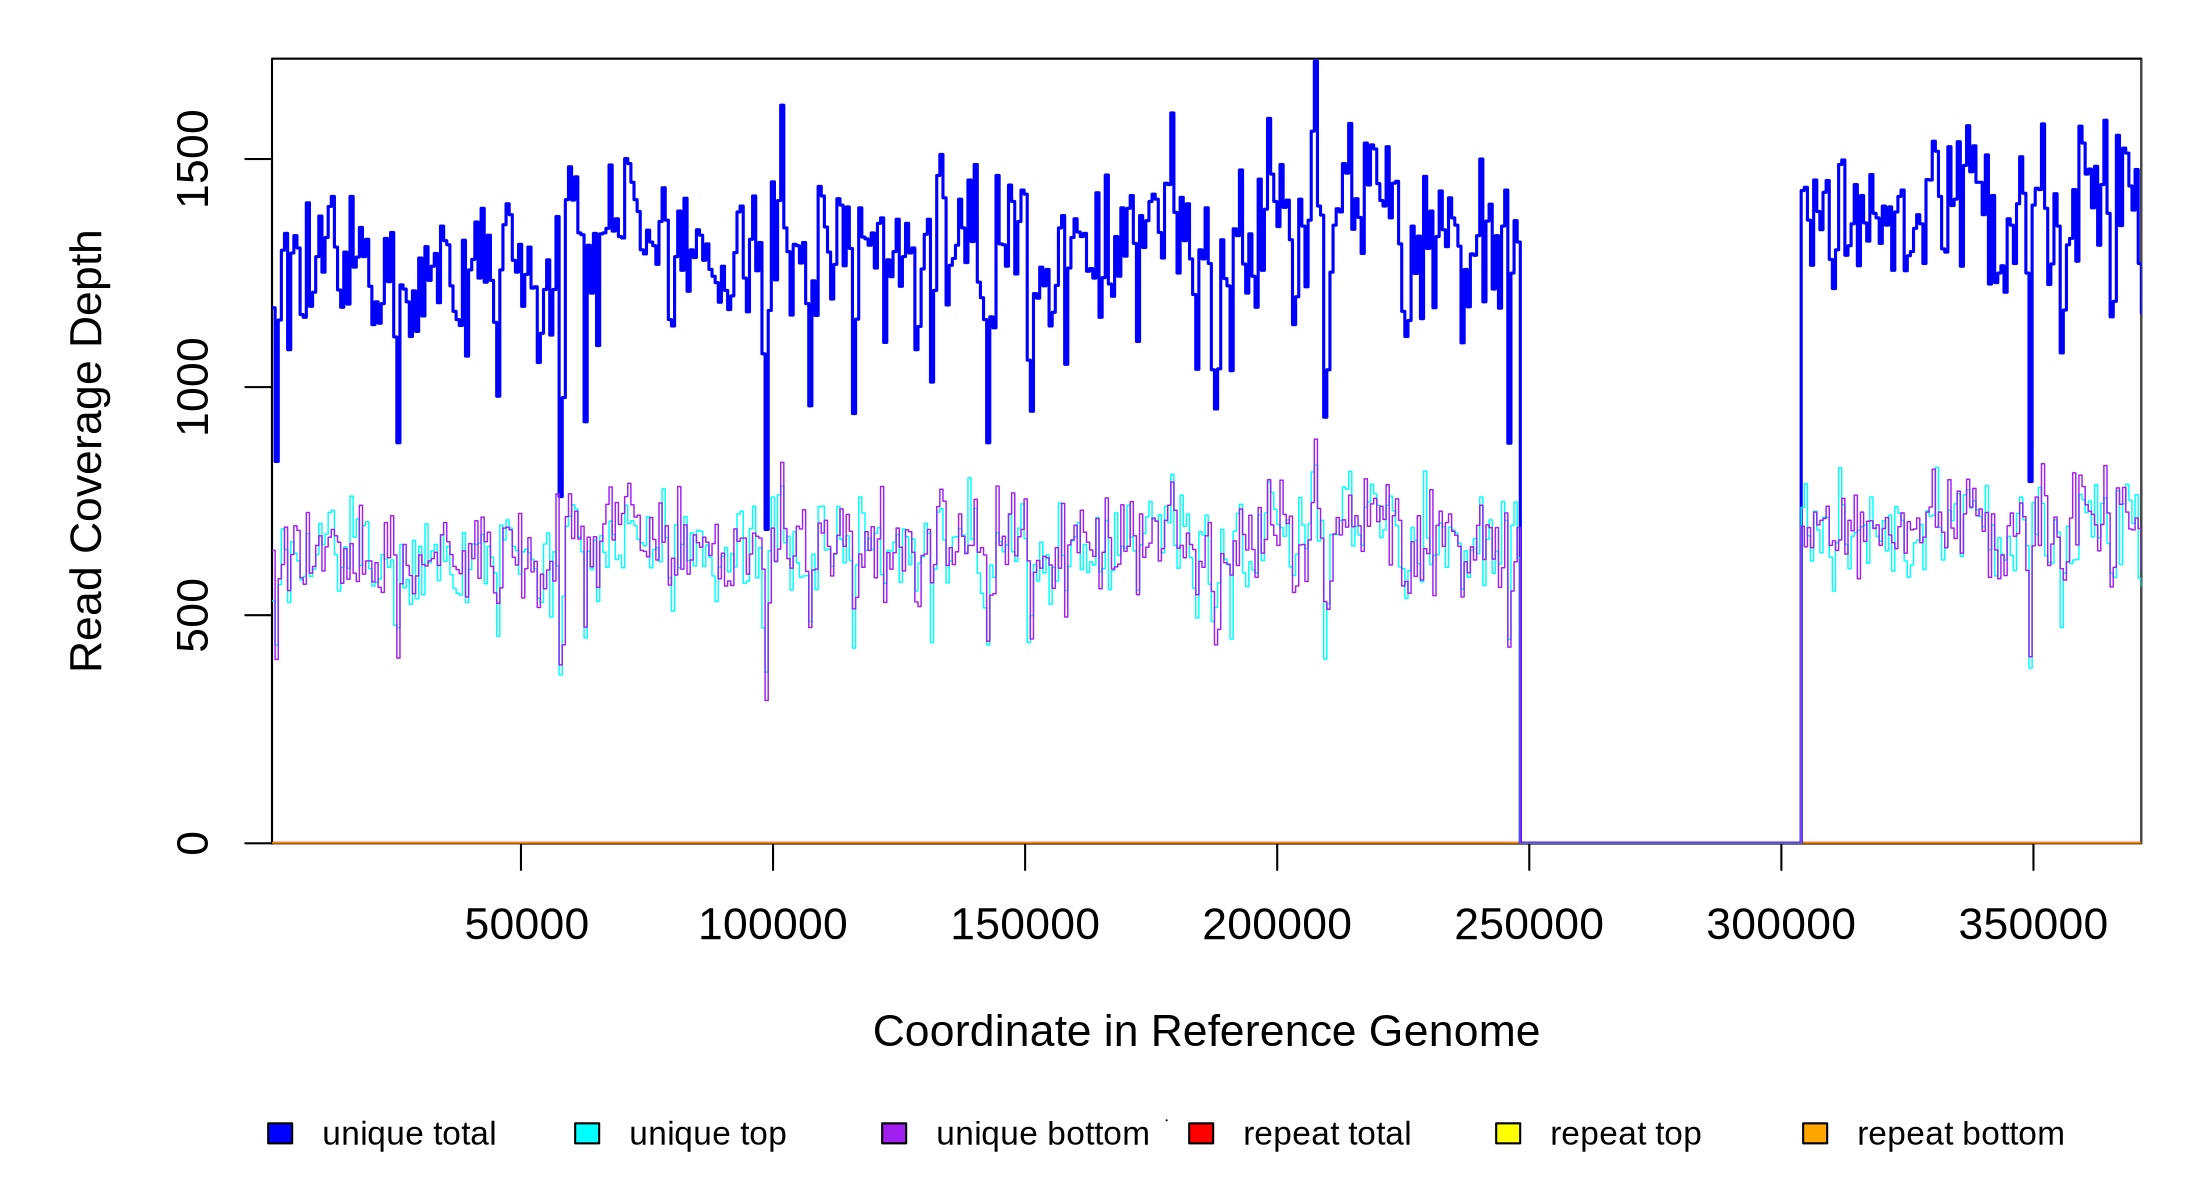 Read Coverage Depth
1500
1000
500
0
50000 100000 150000 200000 250000 300000 350000
Coordinate in Reference Genome
unique total unique top unique bottom repeat total repeat top repeat bottom